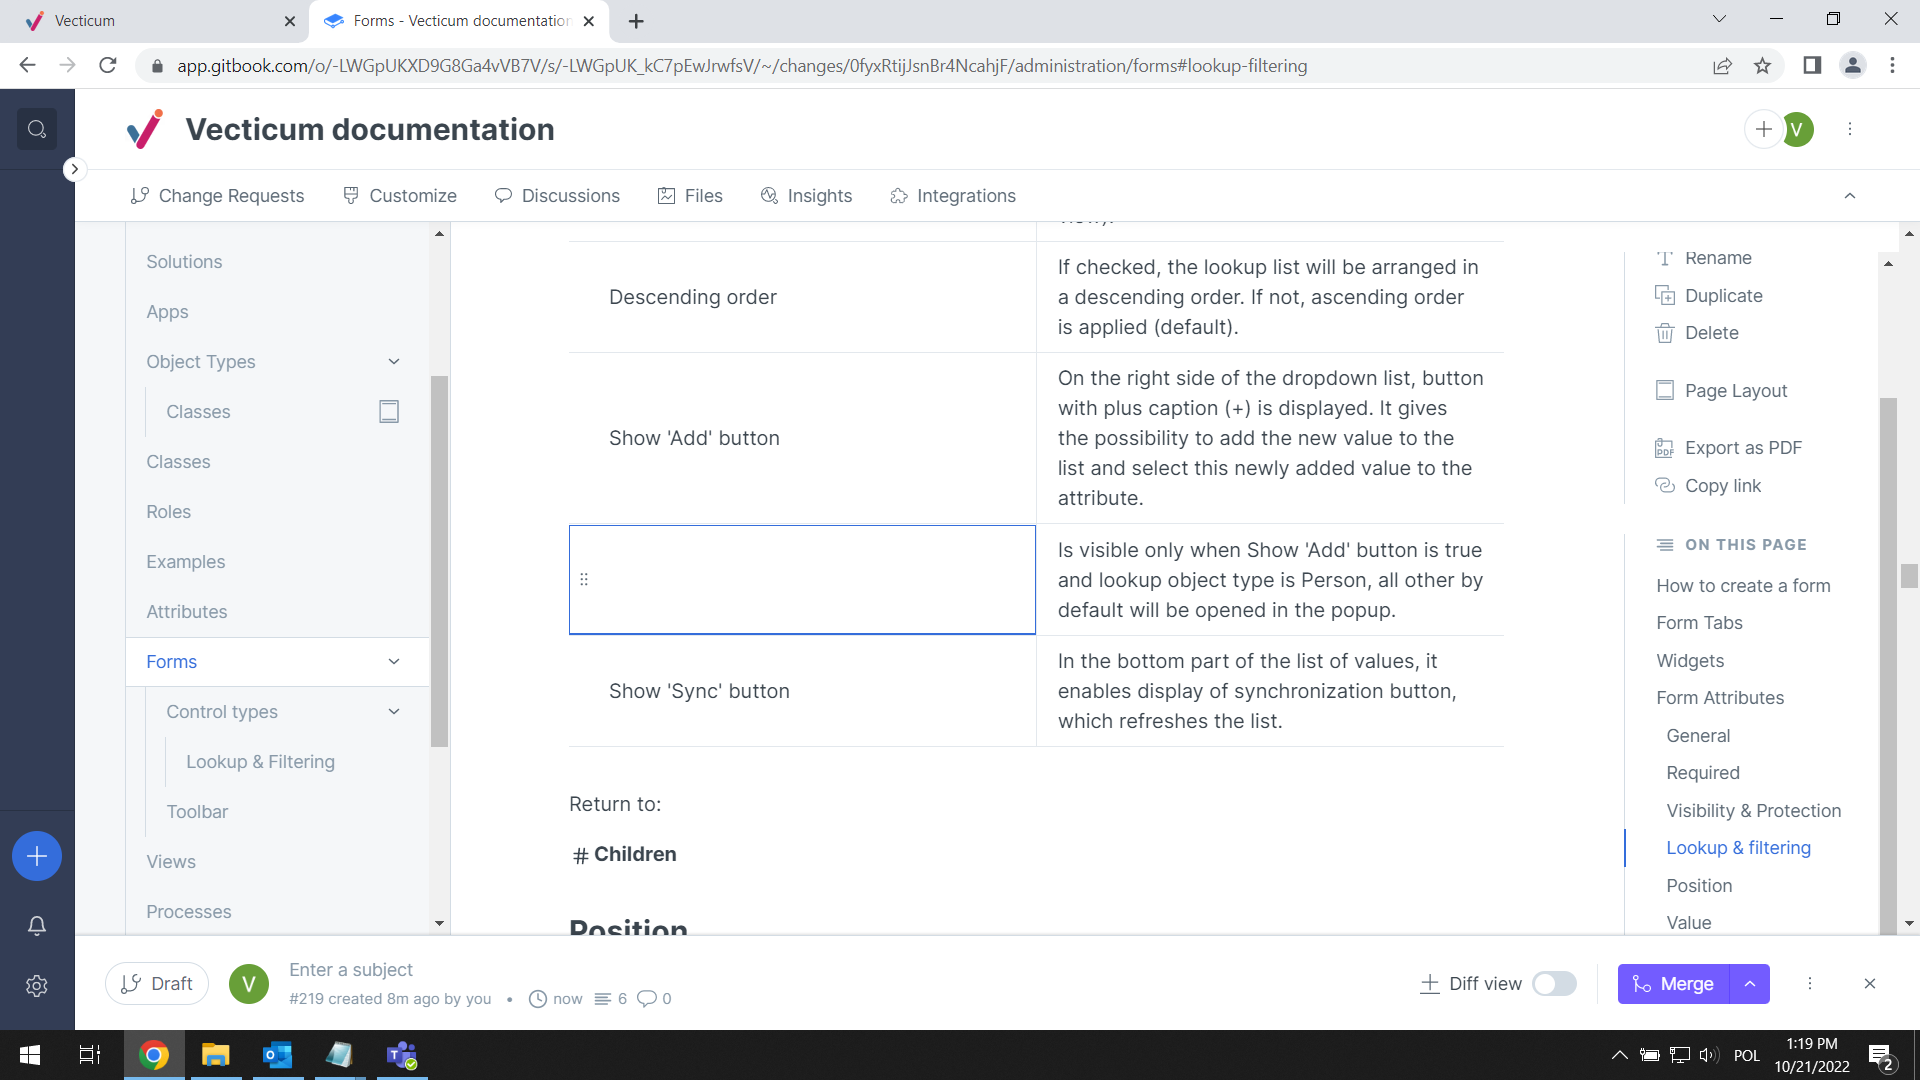 Vecticum
Forms - Vecticum documentation
app.gitbook.com/o/-LWGpUKXD9G8Ga4vVB7V/s/-LWGpUK_kC7pEwJrwfsV/~/changes/0fyxRtijJsnBr4NcahjF/administration/forms#lookup-filtering
Vecticum documentation
V
Change Requests
Customize
Discussions
Files
Insights
Integrations
Solutions
Apps
Object Types
Classes
Classes
Roles
Examples
Attributes
Forms
Control types
Lookup & Filtering
Toolbar
Views
Processes
view).
Descending order
If checked, the lookup list will be arranged in
a descending order. If not, ascending order
is applied (default).
Show 'Add' button
On the right side of the dropdown list, button
with plus caption (+) is displayed. It gives
the possibility to add the new value to the
list and select this newly added value to the
attribute.
Is visible only when Show 'Add' button is true
and lookup object type is Person, all other by
default will be opened in the popup.
Show 'Sync' button
In the bottom part of the list of values, it
enables display of synchronization button,
which refreshes the list.
Return to:
# Children
Position
Rename
Duplicate
Delete
Page Layout
PDF
Export as PDF
Copy link
ON THIS PAGE
How to create a form
Form Tabs
Widgets
Form Attributes
General
Required
Visibility & Protection
Lookup & filtering
Position
Value
Draft
V
Enter a subject
#219 created 8m ago by you • now 6 0
Diff view
Merge
POL
1:19 PM
10/21/2022
2